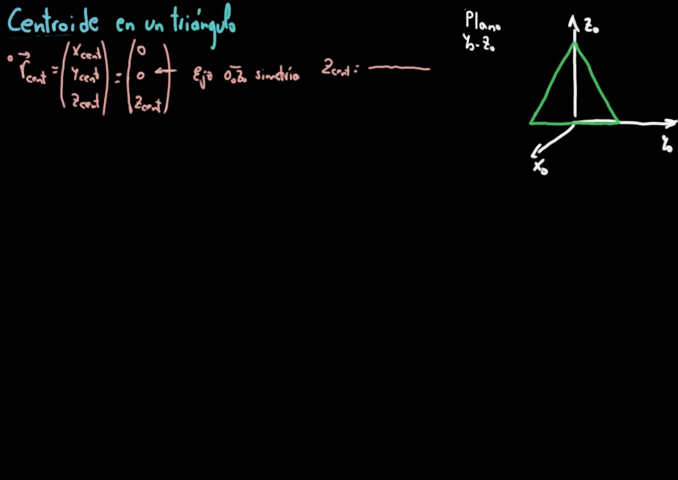 Centroide en un triángulo
⁰r⃗cent = (xcent ycent zcent) = (0 0 zcent) ← Eje O₀Z₀ simetría Zcent: ———
Plano
Y₀-Z₀
Z₀
Y₀
X₀